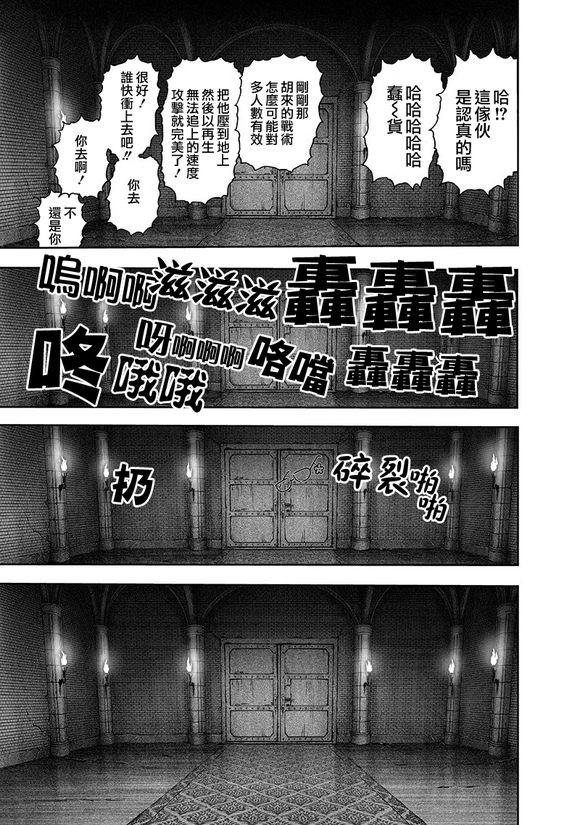 哈!?
這傢伙
是認真的嗎
哈哈哈哈哈
蠢～貨
剛剛那
胡來的戰術
怎麼可能對
多人數有效
把他壓到地上
然後以再生
無法追上的速度
攻擊就完美了!
很好!
誰快衝上去吧!!
你去
你去啊!
不
還是你
轟轟轟
滋滋滋
嗚啊啊
轟轟轟
咯噹
呀啊啊啊
哦哦
咚
碎裂
啪啪
扔